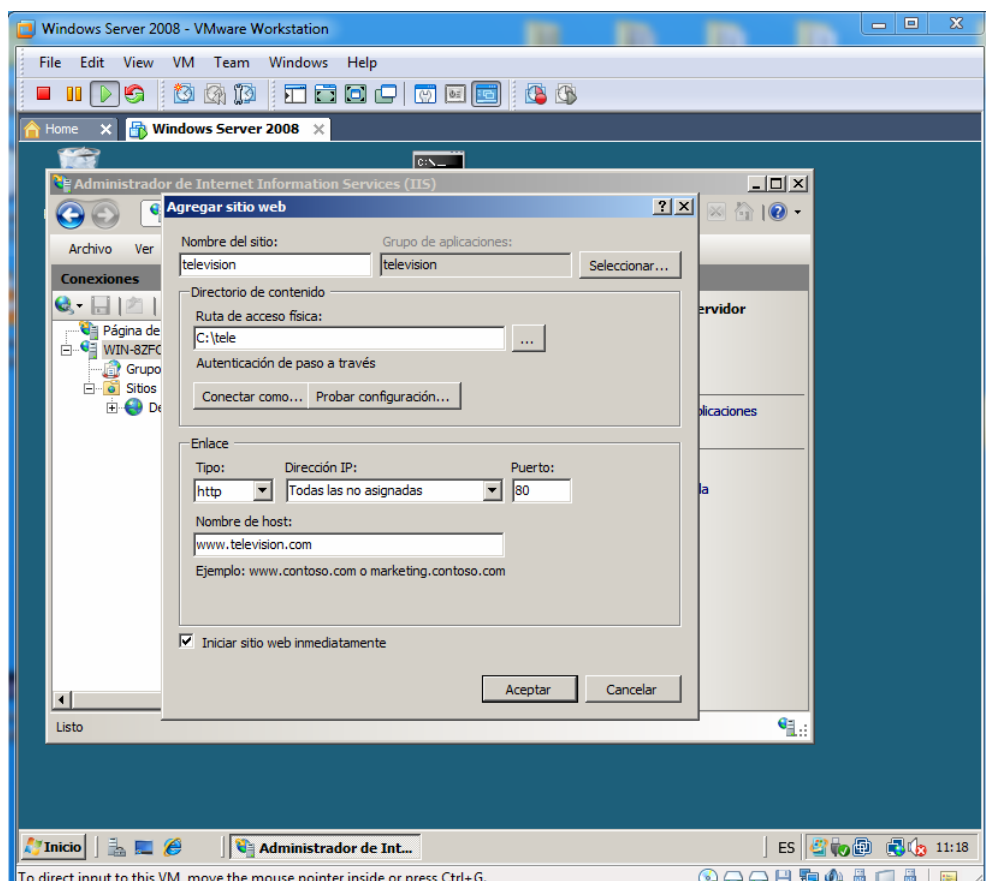 Windows Server 2008 - VMware Workstation
File Edit View VM Team Windows Help
Home Windows Server 2008
C:\_
Administrador de Internet Information Services (IIS)
Agregar sitio web
Archivo Ver
Nombre del sitio: Grupo de aplicaciones:
television television Seleccionar...
Conexiones
Directorio de contenido
Ruta de acceso física:
ervidor
C:\tele ...
Página de
WIN-8ZFC
Autenticación de paso a través
Grupo
Sitios
Conectar como... Probar configuración...
De
plicaciones
Enlace
Tipo: Dirección IP: Puerto:
http Todas las no asignadas 80
la
Nombre de host:
www.television.com
Ejemplo: www.contoso.com o marketing.contoso.com
Iniciar sitio web inmediatamente
Aceptar Cancelar
Listo
Inicio Administrador de Int... ES 11:18
To direct input to this VM, move the mouse pointer inside or press Ctrl+G.